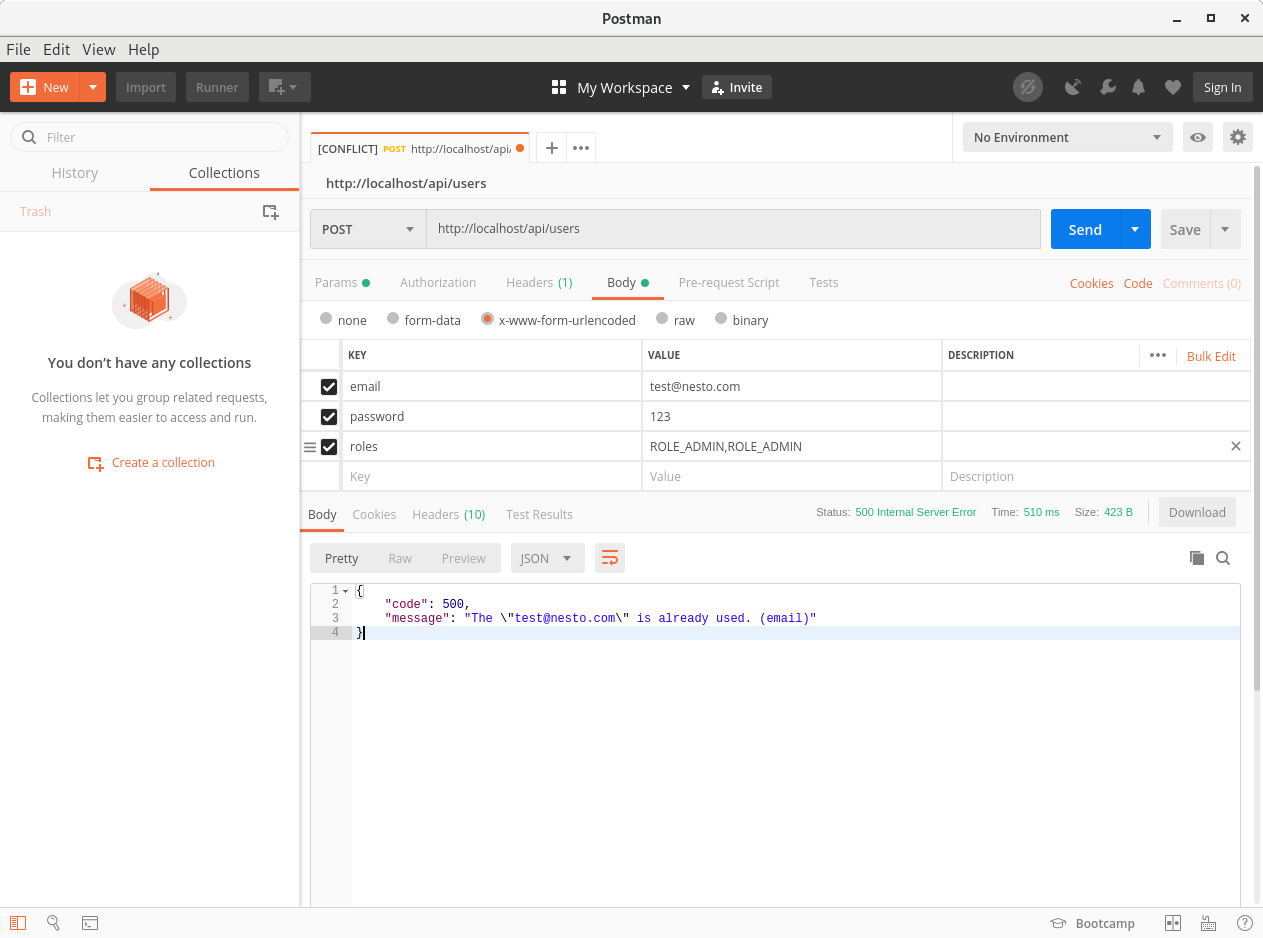 Postman
File Edit View Help
New Import Runner My Workspace Invite Sign In
Filter
History Collections
Trash
You don’t have any collections
Collections let you group related requests,
making them easier to access and run.
Create a collection
[CONFLICT] POST http://localhost/api/
No Environment
http://localhost/api/users
POST http://localhost/api/users Send Save
Params Authorization Headers (1) Body Pre-request Script Tests Cookies Code Comments (0)
none form-data x-www-form-urlencoded raw binary
KEY VALUE DESCRIPTION Bulk Edit
email test@nesto.com
password 123
roles ROLE_ADMIN,ROLE_ADMIN
Key Value Description
Body Cookies Headers (10) Test Results Status: 500 Internal Server Error Time: 510 ms Size: 423 B Download
Pretty Raw Preview JSON
1 {
2 "code": 500,
3 "message": "The \"test@nesto.com\" is already used. (email)"
4 }
Bootcamp